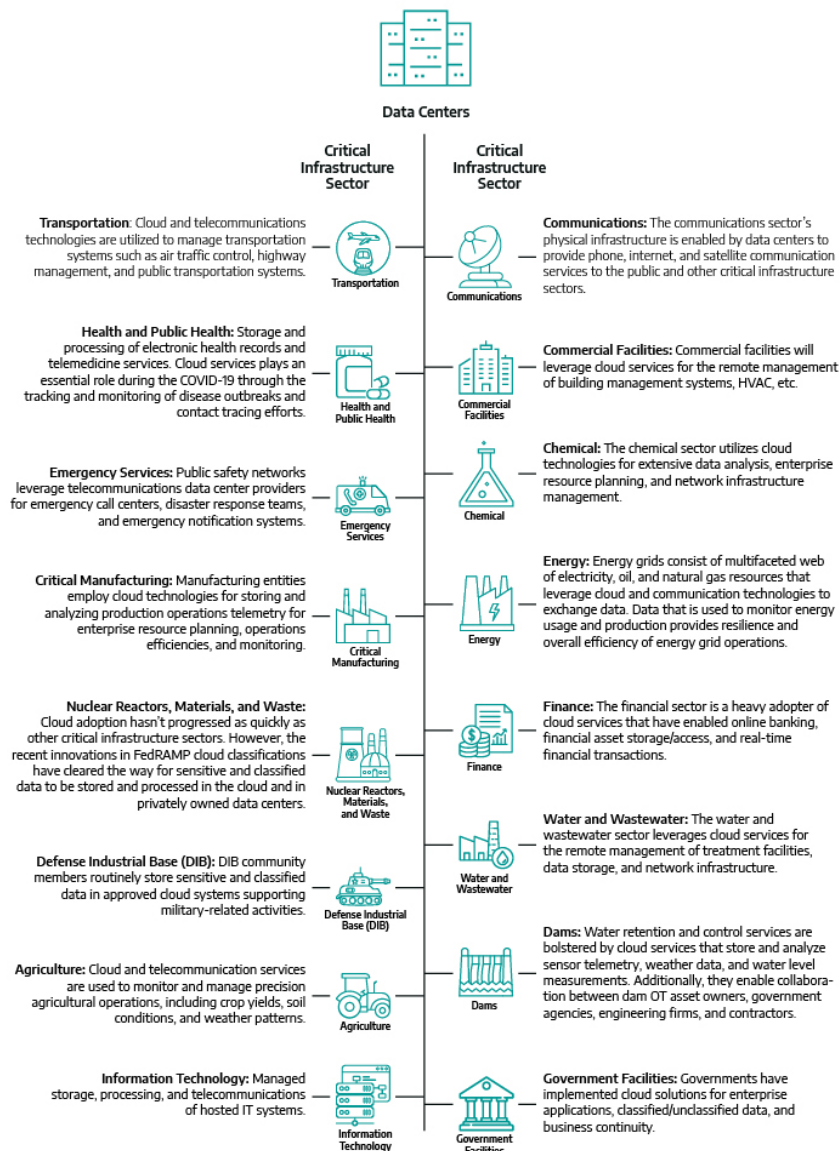 Data Centers
Critical
Infrastructure
Sector
Critical
Infrastructure
Sector
Transportation: Cloud and telecommunications
technologies are utilized to manage transportation
systems such as air traffic control, highway
management, and public transportation systems.
Transportation
Communications: The communications sector's
physical infrastructure is enabled by data centers to
provide phone, internet, and satellite communication
services to the public and other critical infrastructure
sectors.
Communications
Health and Public Health: Storage and
processing of electronic health records and
telemedicine services. Cloud services plays an
essential role during the COVID-19 through the
tracking and monitoring of disease outbreaks and
contact tracing efforts.
Health and
Public Health
Commercial Facilities: Commercial facilities will
leverage cloud services for the remote management
of building management systems, HVAC, etc.
Commercial
Facilities
Emergency Services: Public safety networks
leverage telecommunications data center providers
for emergency call centers, disaster response teams,
and emergency notification systems.
Emergency
Services
Chemical: The chemical sector utilizes cloud
technologies for extensive data analysis, enterprise
resource planning, and network infrastructure
management.
Chemical
Critical Manufacturing: Manufacturing entities
employ cloud technologies for storing and
analyzing production operations telemetry for
enterprise resource planning, operations
efficiencies, and monitoring.
Critical
Manufacturing
Energy: Energy grids consist of multifaceted web
of electricity, oil, and natural gas resources that
leverage cloud and communication technologies to
exchange data. Data that is used to monitor energy
usage and production provides resilience and
overall efficiency of energy grid operations.
Energy
Nuclear Reactors, Materials, and Waste:
Cloud adoption hasn't progressed as quickly as
other critical infrastructure sectors. However, the
recent innovations in FedRAMP cloud classifications
have cleared the way for sensitive and classified
data to be stored and processed in the cloud and in
privately owned data centers.
Nuclear Reactors,
Materials,
and Waste
Finance: The financial sector is a heavy adopter of
cloud services that have enabled online banking,
financial asset storage/access, and real-time
financial transactions.
Finance
Defense Industrial Base (DIB): DIB community
members routinely store sensitive and classified
data in approved cloud systems supporting
military-related activities.
Defense Industrial
Base (DIB)
Water and Wastewater: The water and
wastewater sector leverages cloud services for
the remote management of treatment facilities,
data storage, and network infrastructure.
Water and
Wastewater
Agriculture: Cloud and telecommunication services
are used to monitor and manage precision
agricultural operations, including crop yields, soil
conditions, and weather patterns.
Agriculture
Dams: Water retention and control services are
bolstered by cloud services that store and analyze
sensor telemetry, weather data, and water level
measurements. Additionally, they enable collabora-
tion between dam OT asset owners, government
agencies, engineering firms, and contractors.
Dams
Information Technology: Managed
storage, processing, and telecommunications
of hosted IT systems.
Information
Technology
Government Facilities: Governments have
implemented cloud solutions for enterprise
applications, classified/unclassified data, and
business continuity.
Government
Facilities